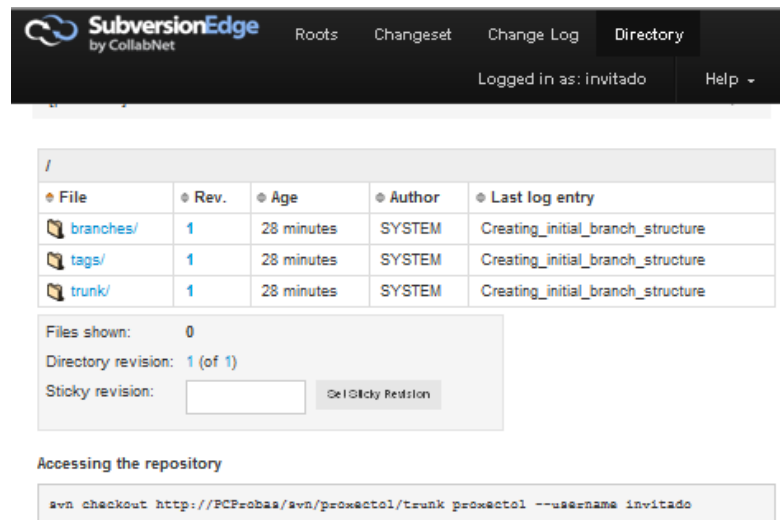 SubversionEdge
by CollabNet
Roots Changeset Change Log Directory
Logged in as: invitado Help
/
File Rev. Age Author Last log entry
branches/ 1 28 minutes SYSTEM Creating_initial_branch_structure
tags/ 1 28 minutes SYSTEM Creating_initial_branch_structure
trunk/ 1 28 minutes SYSTEM Creating_initial_branch_structure
Files shown: 0
Directory revision: 1 (of 1)
Sticky revision: Set Sticky Revision
Accessing the repository
svn checkout http://PCProbas/svn/proxecto1/trunk proxecto1 --username invitado